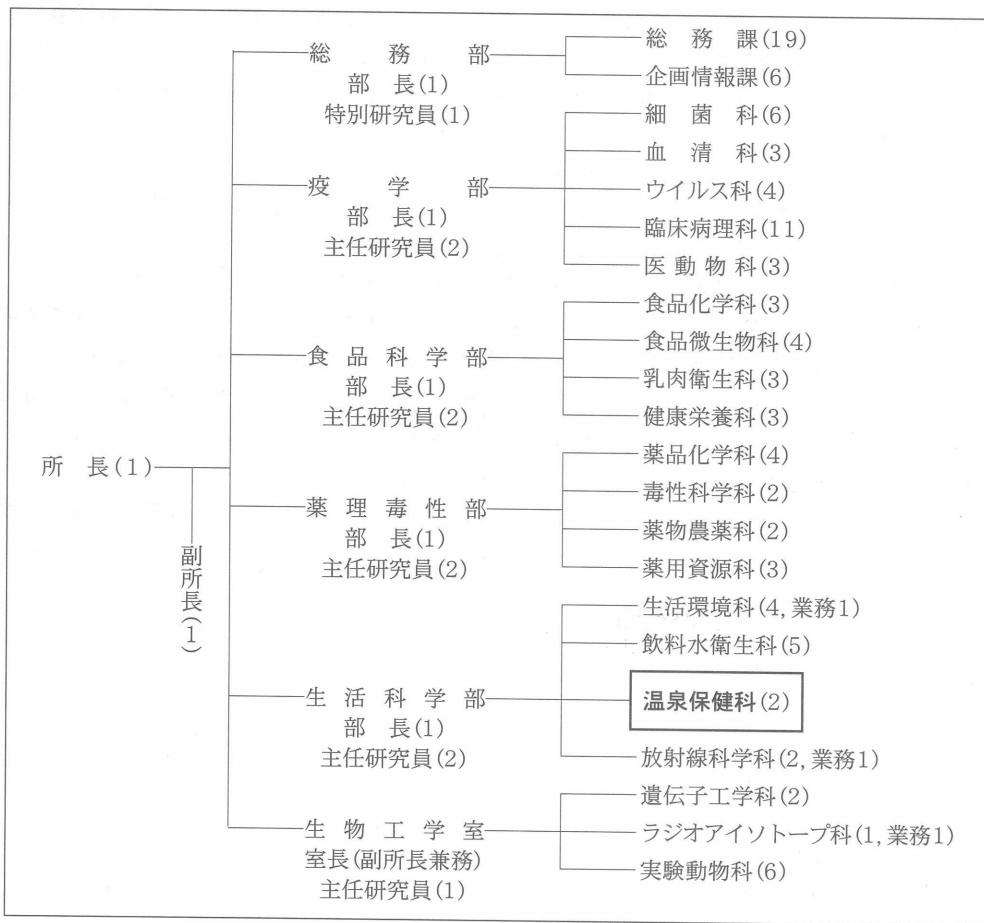 所 長(1)
副所長(1)
総務部
部 長(1)
特別研究員(1)
総 務 課(19)
企画情報課(6)
疫学部
部 長(1)
主任研究員(2)
細 菌 科(6)
血 清 科(3)
ウイルス科(4)
臨床病理科(11)
医動物科(3)
食品科学部
部 長(1)
主任研究員(2)
食品化学科(3)
食品微生物科(4)
乳肉衛生科(3)
健康栄養科(3)
薬理毒性部
部 長(1)
主任研究員(2)
薬品化学科(4)
毒性科学科(2)
薬物農薬科(2)
薬用資源科(3)
生活科学部
部 長(1)
主任研究員(2)
生活環境科(4,業務1)
飲料水衛生科(5)
温泉保健科(2)
放射線科学科(2,業務1)
生物工学室
室長(副所長兼務)
主任研究員(1)
遺伝子工学科(2)
ラジオアイソトープ科(1,業務1)
実験動物科(6)